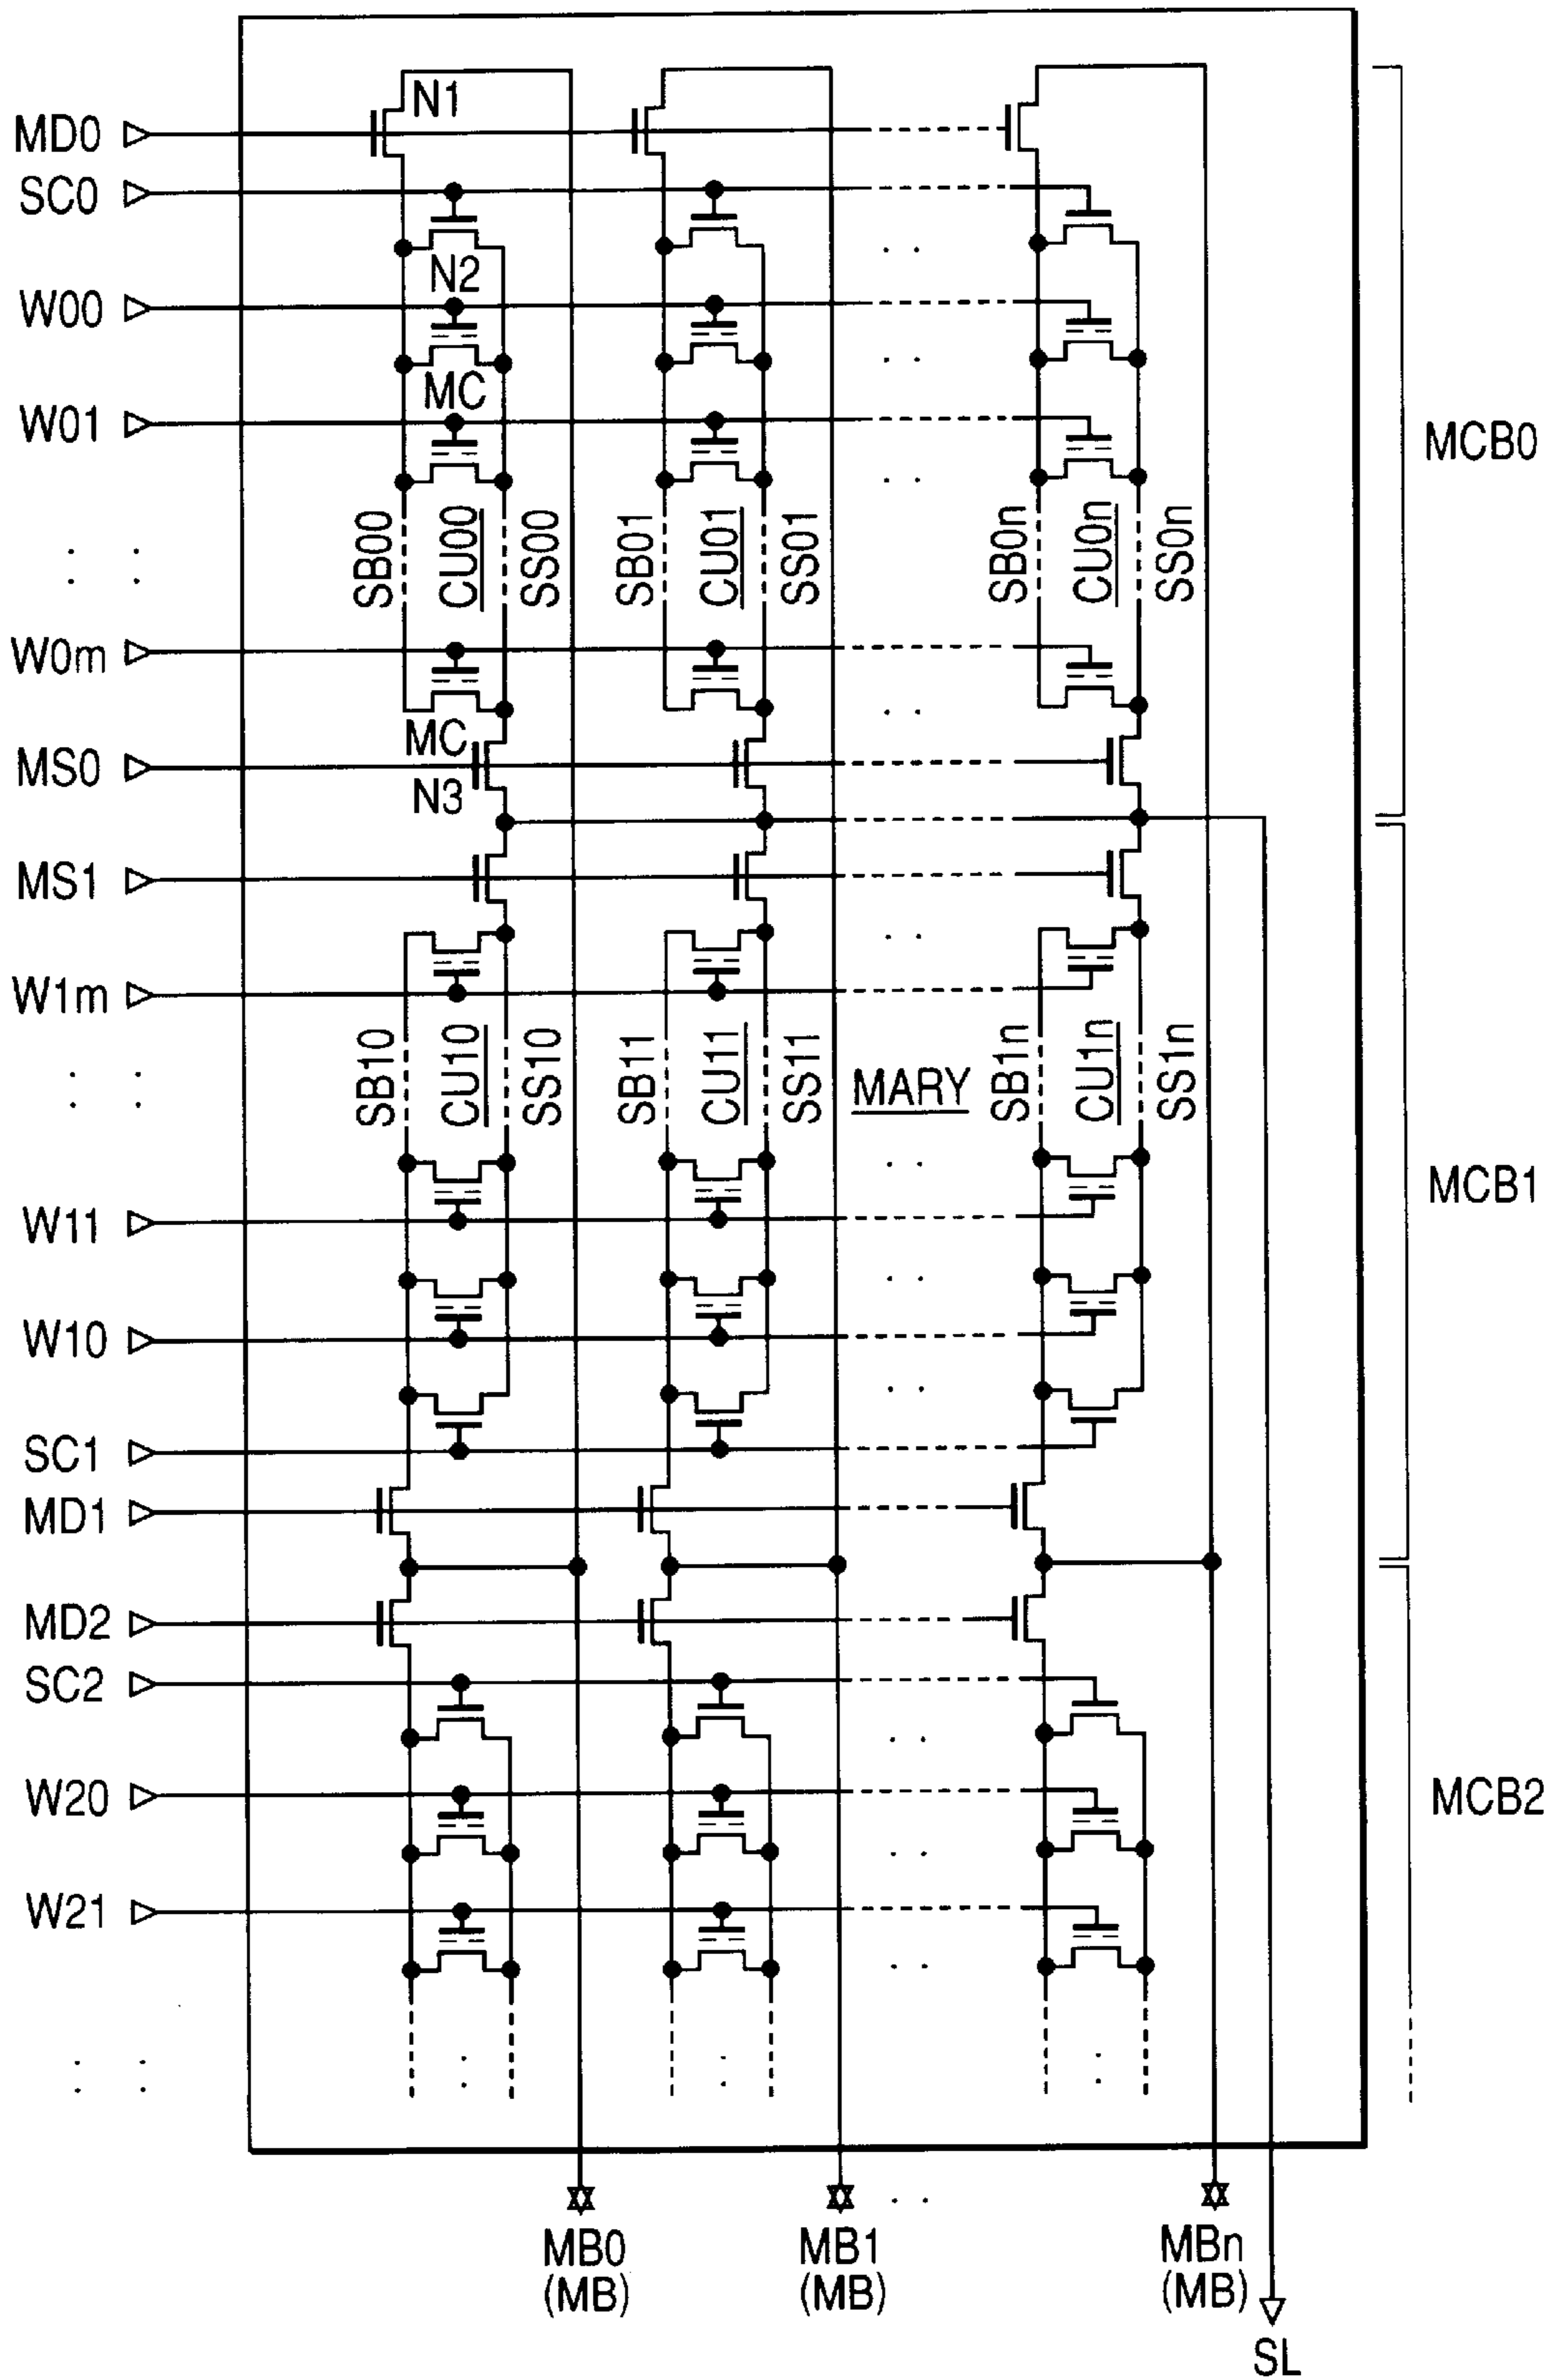 N1
MD0
SC0
N2
W00
MC
W01
MCB0
SB00 CU00 SS00 SB01 CU01 SS01 SB0n CU0n SS0n
W0m
MC
MS0
N3
MS1
W1m
SB10 CU10 SS10 SB11 CU11 SS11 MARY SB1n CU1n SS1n
MCB1
W11
W10
SC1
MD1
MD2
SC2
W20
MCB2
W21
MB0 MB1 MBn
(MB) (MB) (MB)
SL